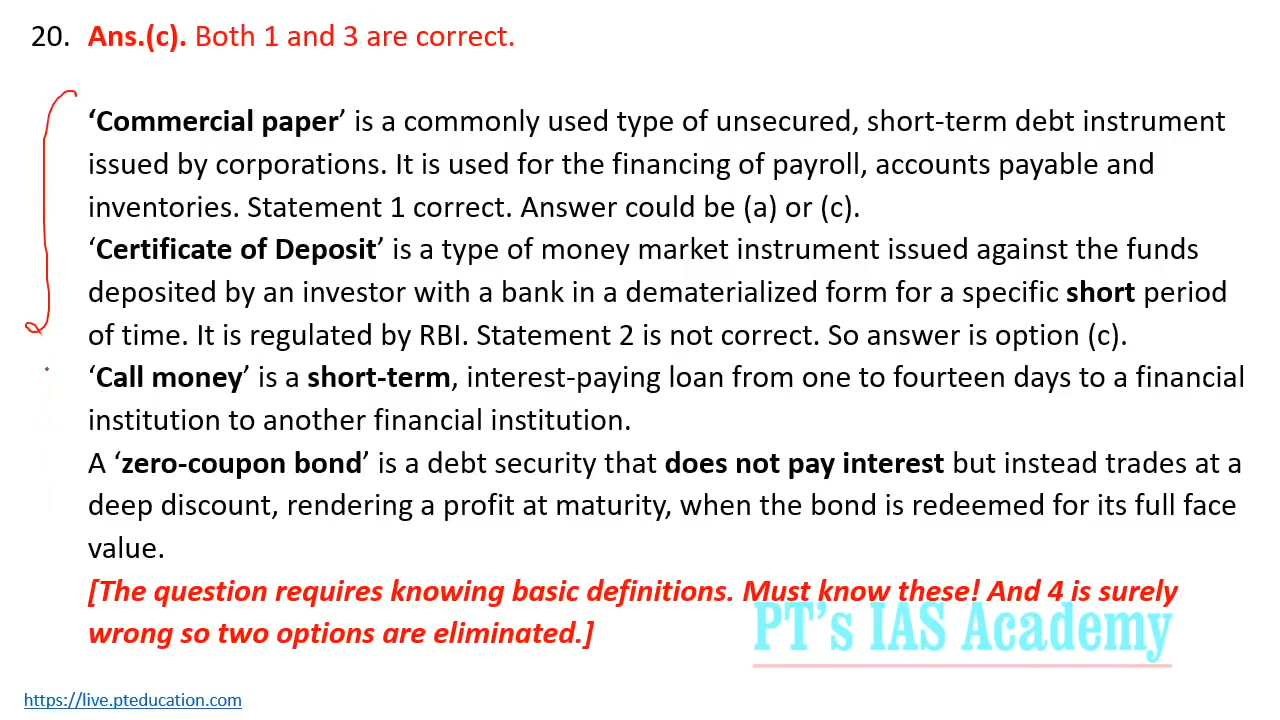 20. Ans.(c). Both 1 and 3 are correct.
‘Commercial paper’ is a commonly used type of unsecured, short-term debt instrument
issued by corporations. It is used for the financing of payroll, accounts payable and
inventories. Statement 1 correct. Answer could be (a) or (c).
‘Certificate of Deposit’ is a type of money market instrument issued against the funds
deposited by an investor with a bank in a dematerialized form for a specific short period
of time. It is regulated by RBI. Statement 2 is not correct. So answer is option (c).
‘Call money’ is a short-term, interest-paying loan from one to fourteen days to a financial
institution to another financial institution.
A ‘zero-coupon bond’ is a debt security that does not pay interest but instead trades at a
deep discount, rendering a profit at maturity, when the bond is redeemed for its full face
value.
[The question requires knowing basic definitions. Must know these! And 4 is surely
wrong so two options are eliminated.]
PT's IAS Academy
https://live.pteducation.com